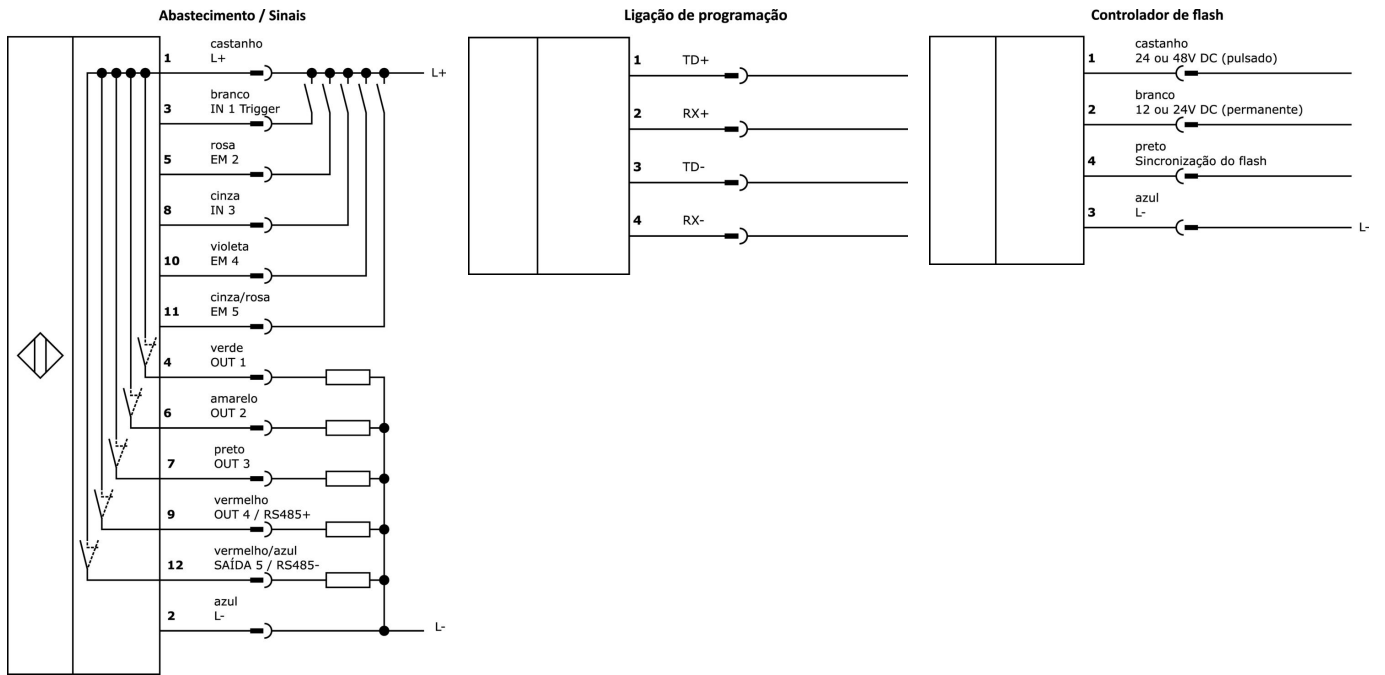 Abastecimento / Sinais
castanho
1 L+
L+
branco
3 IN 1 Trigger
rosa
5 EM 2
cinza
8 IN 3
violeta
10 EM 4
cinza/rosa
11 EM 5
verde
4 OUT 1
amarelo
6 OUT 2
preto
7 OUT 3
vermelho
9 OUT 4 / RS485+
vermelho/azul
12 SAÍDA 5 / RS485-
azul
2 L-
L-
Ligação de programação
1 TD+
2 RX+
3 TD-
4 RX-
Controlador de flash
castanho
1 24 ou 48V DC (pulsado)
branco
2 12 ou 24V DC (permanente)
preto
4 Sincronização do flash
azul
3 L-
L-